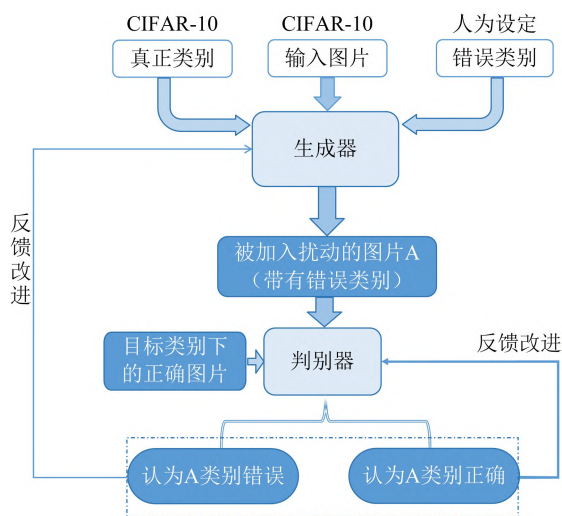 CIFAR-10
CIFAR-10
人为设定
真正类别
输入图片
错误类别
生成器
反馈改进
被加入扰动的图片A
（带有错误类别）
目标类别下
的正确图片
判别器
反馈改进
认为A类别错误
认为A类别正确